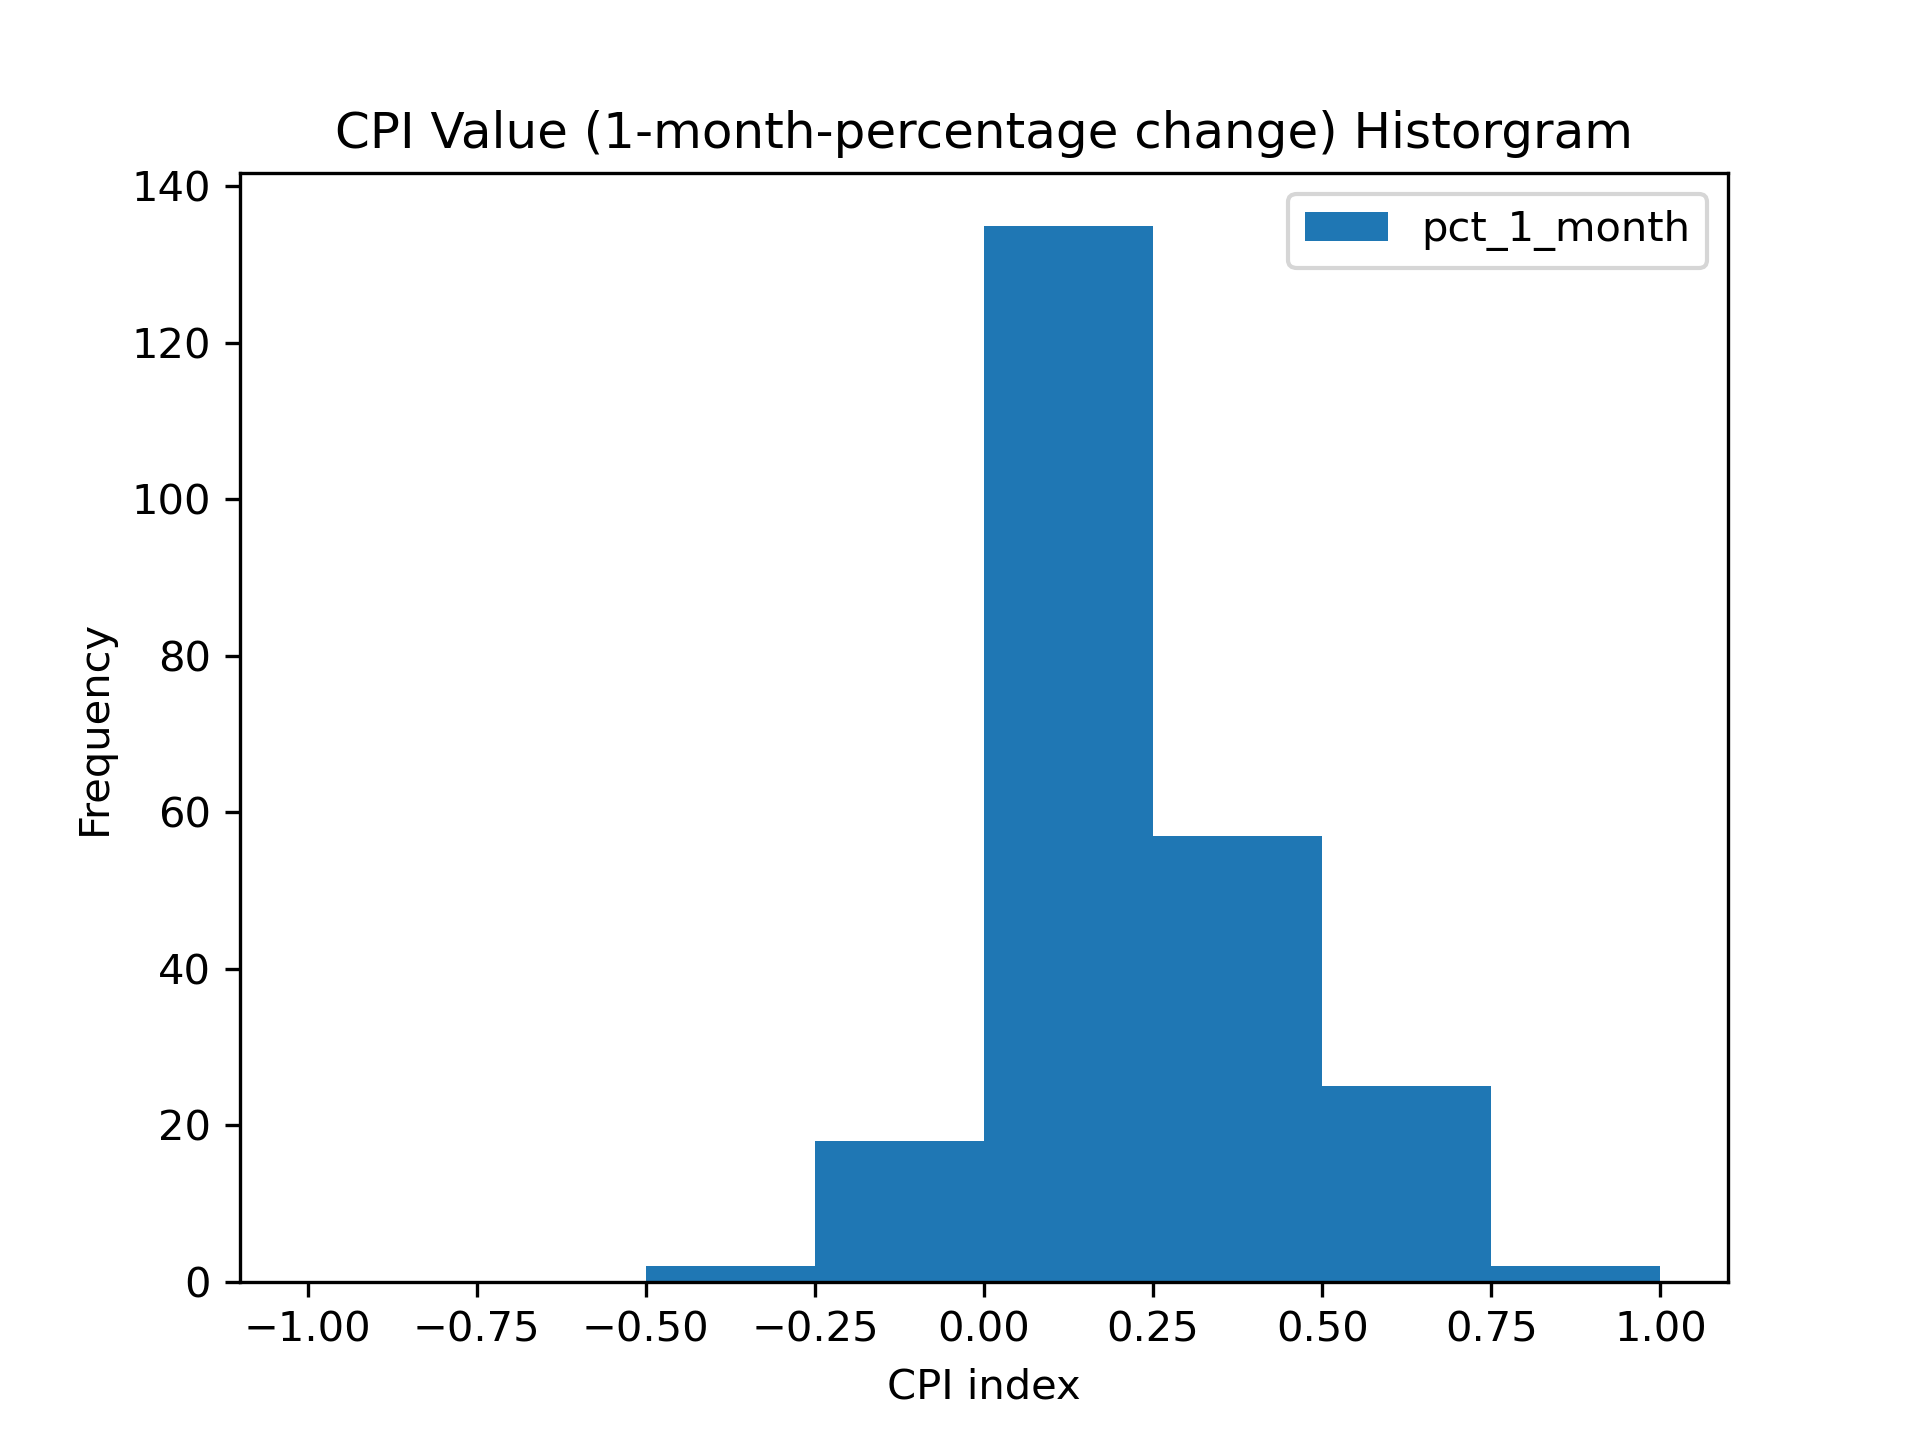 CPI Value (1-month-percentage change) Historgram
140
pct_1_month
120
100
80
60
40
20
0
Frequency
−1.00 −0.75 −0.50 −0.25 0.00 0.25 0.50 0.75 1.00
CPI index